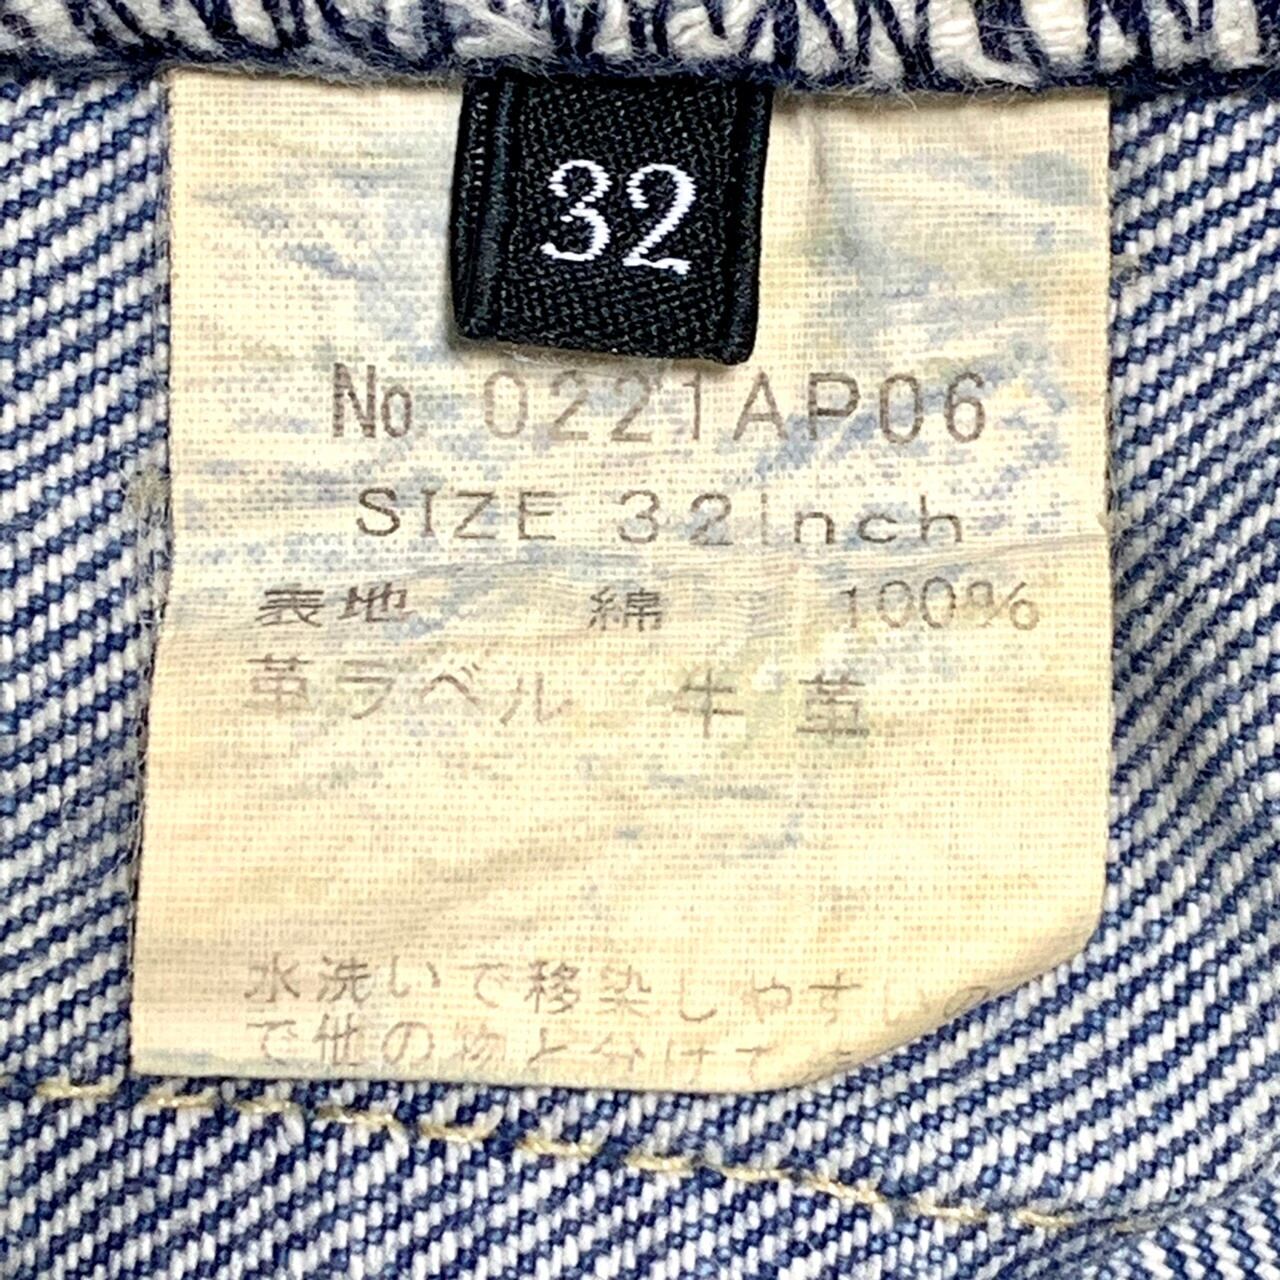 32
No 0221AP06
SIZE 32inch
表地 綿 100%
革ラベル 牛革
水洗いで移染しやすいの
で他の物と分けて